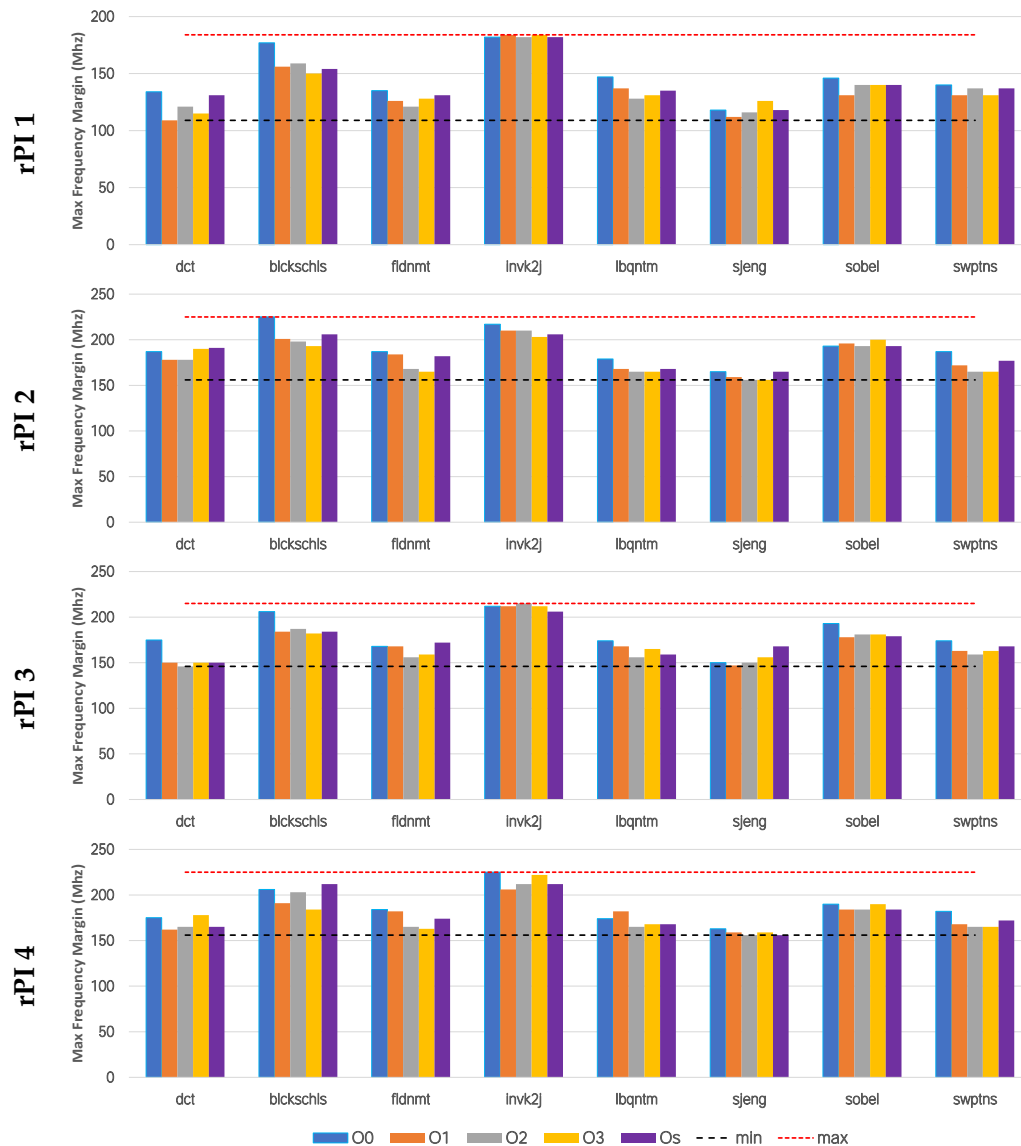 rPI 1
Max Frequency Margin (Mhz)
200
150
100
50
0
dct blckschls fldnmt Invk2j lbqntm sjeng sobel swptns
rPI 2
Max Frequency Margin (Mhz)
250
200
150
100
50
0
dct blckschls fldnmt Invk2j lbqntm sjeng sobel swptns
rPI 3
Max Frequency Margin (Mhz)
250
200
150
100
50
0
dct blckschls fldnmt Invk2j lbqntm sjeng sobel swptns
rPI 4
Max Frequency Margin (Mhz)
250
200
150
100
50
0
dct blckschls fldnmt Invk2j lbqntm sjeng sobel swptns
O0 O1 O2 O3 Os min max